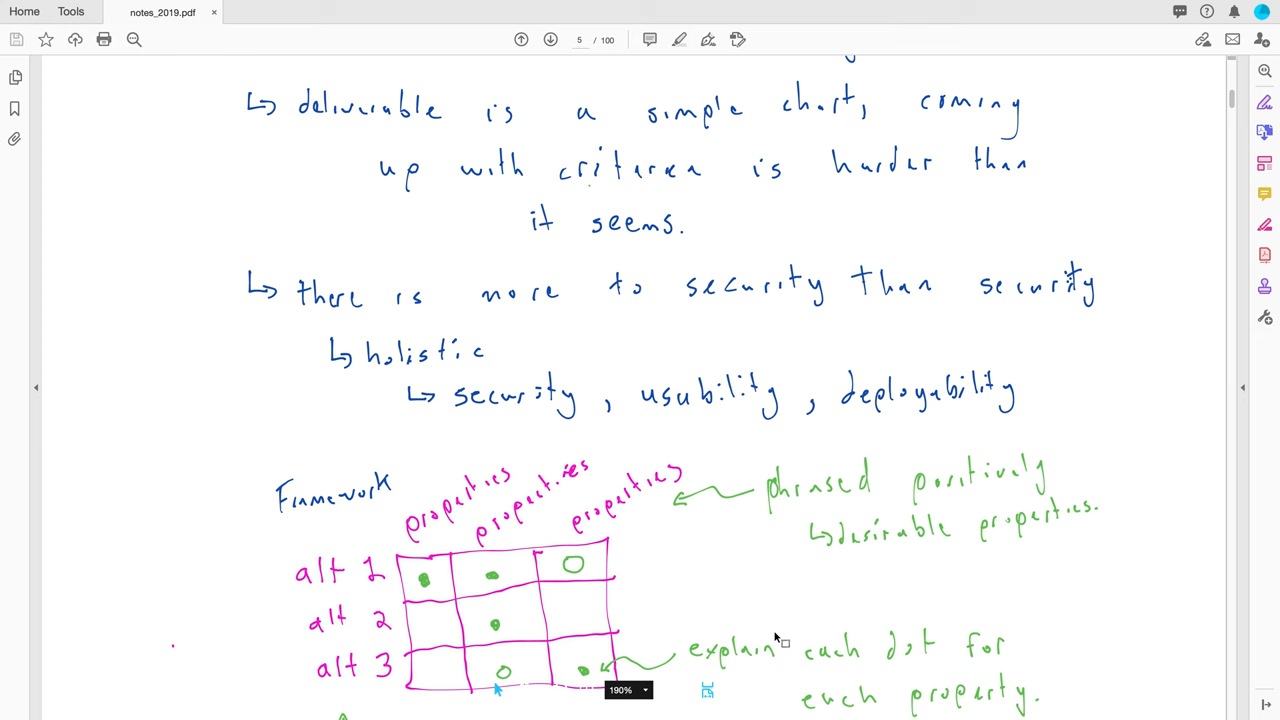 Home Tools notes_2019.pdf ×
5 / 100
↳ deliverable is a simple chart, coming
up with criterea is harder than
it seems.
↳ there is more to security than security
↳ holistic
↳ security, usubility, deployability
Framework
properties properties properties
phrased positively
↳ desirable properties.
alt 1
alt 2
alt 3
explain each dot for
each property.
190%